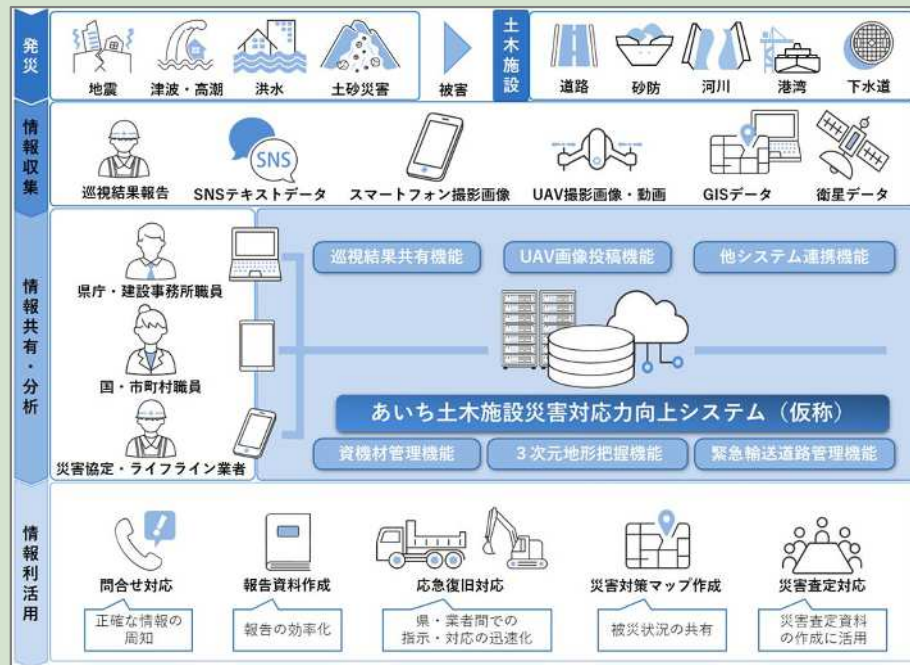 発災
地震
津波・高潮
洪水
土砂災害
被害
土木施設
道路
砂防
河川
港湾
下水道
情報収集
巡視結果報告
SNS
SNSテキストデータ
スマートフォン撮影画像
UAV撮影画像・動画
GISデータ
衛星データ
情報共有・分析
県庁・建設事務所職員
国・市町村職員
災害協定・ライフライン業者
巡視結果共有機能
UAV画像投稿機能
他システム連携機能
あいち土木施設災害対応力向上システム（仮称）
資機材管理機能
３次元地形把握機能
緊急輸送道路管理機能
情報利活用
問合せ対応
正確な情報の
周知
報告資料作成
報告の効率化
応急復旧対応
県・業者間での
指示・対応の迅速化
災害対策マップ作成
被災状況の共有
災害査定対応
災害査定資料
の作成に活用